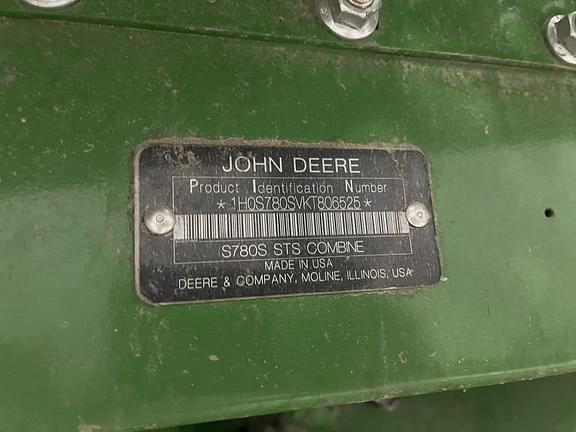 JOHN DEERE
Product Identification Number
*1H0S780SVKT806525*
S780S STS COMBINE
MADE IN USA
DEERE & COMPANY, MOLINE, ILLINOIS, USA